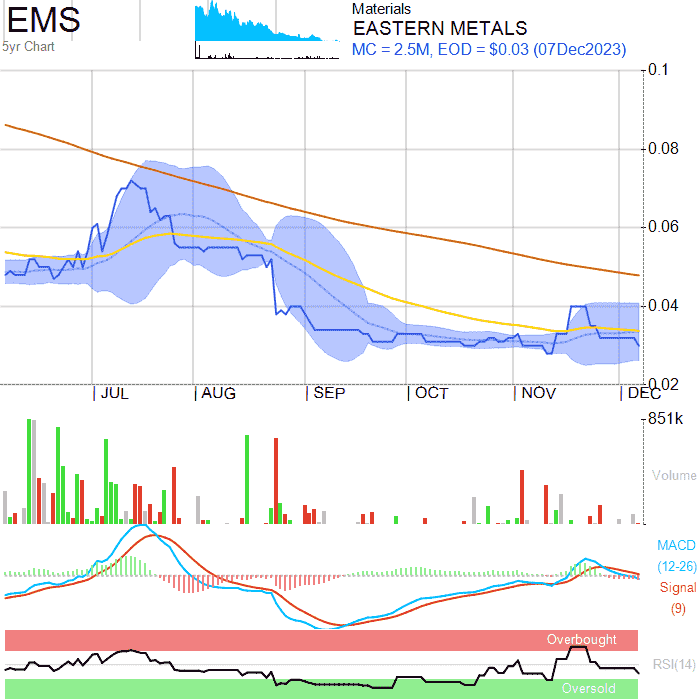 EMS
5yr Chart
Materials
EASTERN METALS
MC = 2.5M, EOD = $0.03 (07Dec2023)
0.1
0.08
0.06
0.04
0.02
JUL AUG SEP OCT NOV DEC
851k
Volume
MACD
(12-26)
Signal
(9)
Overbought
RSI(14)
Oversold